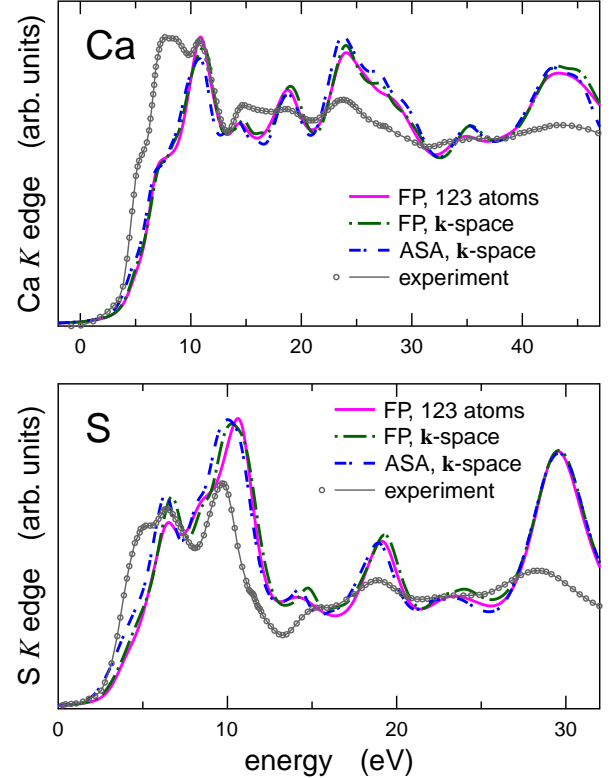 Ca
Ca K edge (arb. units)
FP, 123 atoms
FP, k-space
ASA, k-space
experiment
0 10 20 30 40
S
S K edge (arb. units)
FP, 123 atoms
FP, k-space
ASA, k-space
experiment
0 10 20 30
energy (eV)